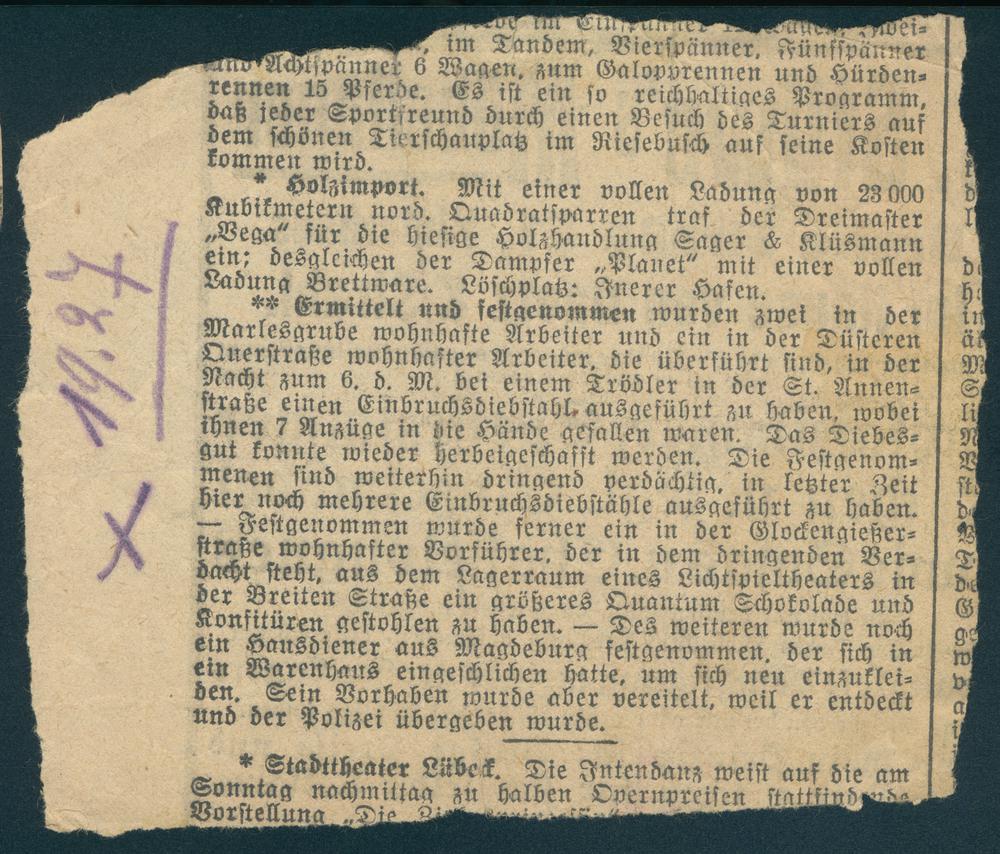 im Einspänner Wagen, Zwei-
im Tandem, Vierspänner, Fünfspänner
und Achtspänner 6 Wagen, zum Galopprennen und Hürden-
rennen 15 Pferde. Es ist ein so reichhaltiges Programm,
daß jeder Sportfreund durch einen Besuch des Turniers auf
dem schönen Tierschauplatz im Riesebusch auf seine Kosten
kommen wird.
* Holzimport. Mit einer vollen Ladung von 23 000
Kubikmetern nord. Quadratsparren traf der Dreimaster
„Vega“ für die hiesige Holzhandlung Sager & Klüsmann
ein; desgleichen der Dampfer „Planet“ mit einer vollen
Ladung Brettware. Löschplatz: Inerer Hafen.
** Ermittelt und festgenommen wurden zwei in der
Marlesgrube wohnhafte Arbeiter und ein in der Düsteren
Querstraße wohnhafter Arbeiter, die überführt sind, in der
Nacht zum 6. d. M. bei einem Trödler in der St. Annen-
straße einen Einbruchsdiebstahl ausgeführt zu haben, wobei
ihnen 7 Anzüge in die Hände gefallen waren. Das Diebes-
gut konnte wieder herbeigeschafft werden. Die Festgenom-
menen sind weiterhin dringend verdächtig, in letzter Zeit
hier noch mehrere Einbruchsdiebstähle ausgeführt zu haben.
— Festgenommen wurde ferner ein in der Glockengießer-
straße wohnhafter Vorführer, der in dem dringenden Ver-
dacht steht, aus dem Lagerraum eines Lichtspieltheaters in
der Breiten Straße ein größeres Quantum Schokolade und
Konfitüren gestohlen zu haben. — Des weiteren wurde noch
ein Hausdiener aus Magdeburg festgenommen, der sich in
ein Warenhaus eingeschlichen hatte, um sich neu einzuklei-
den. Sein Vorhaben wurde aber vereitelt, weil er entdeckt
und der Polizei übergeben wurde.
* Stadttheater Lübeck. Die Intendanz weist auf die am
Sonntag nachmittag zu halben Opernpreisen stattfindende
Vorstellung „Die
19.27
x